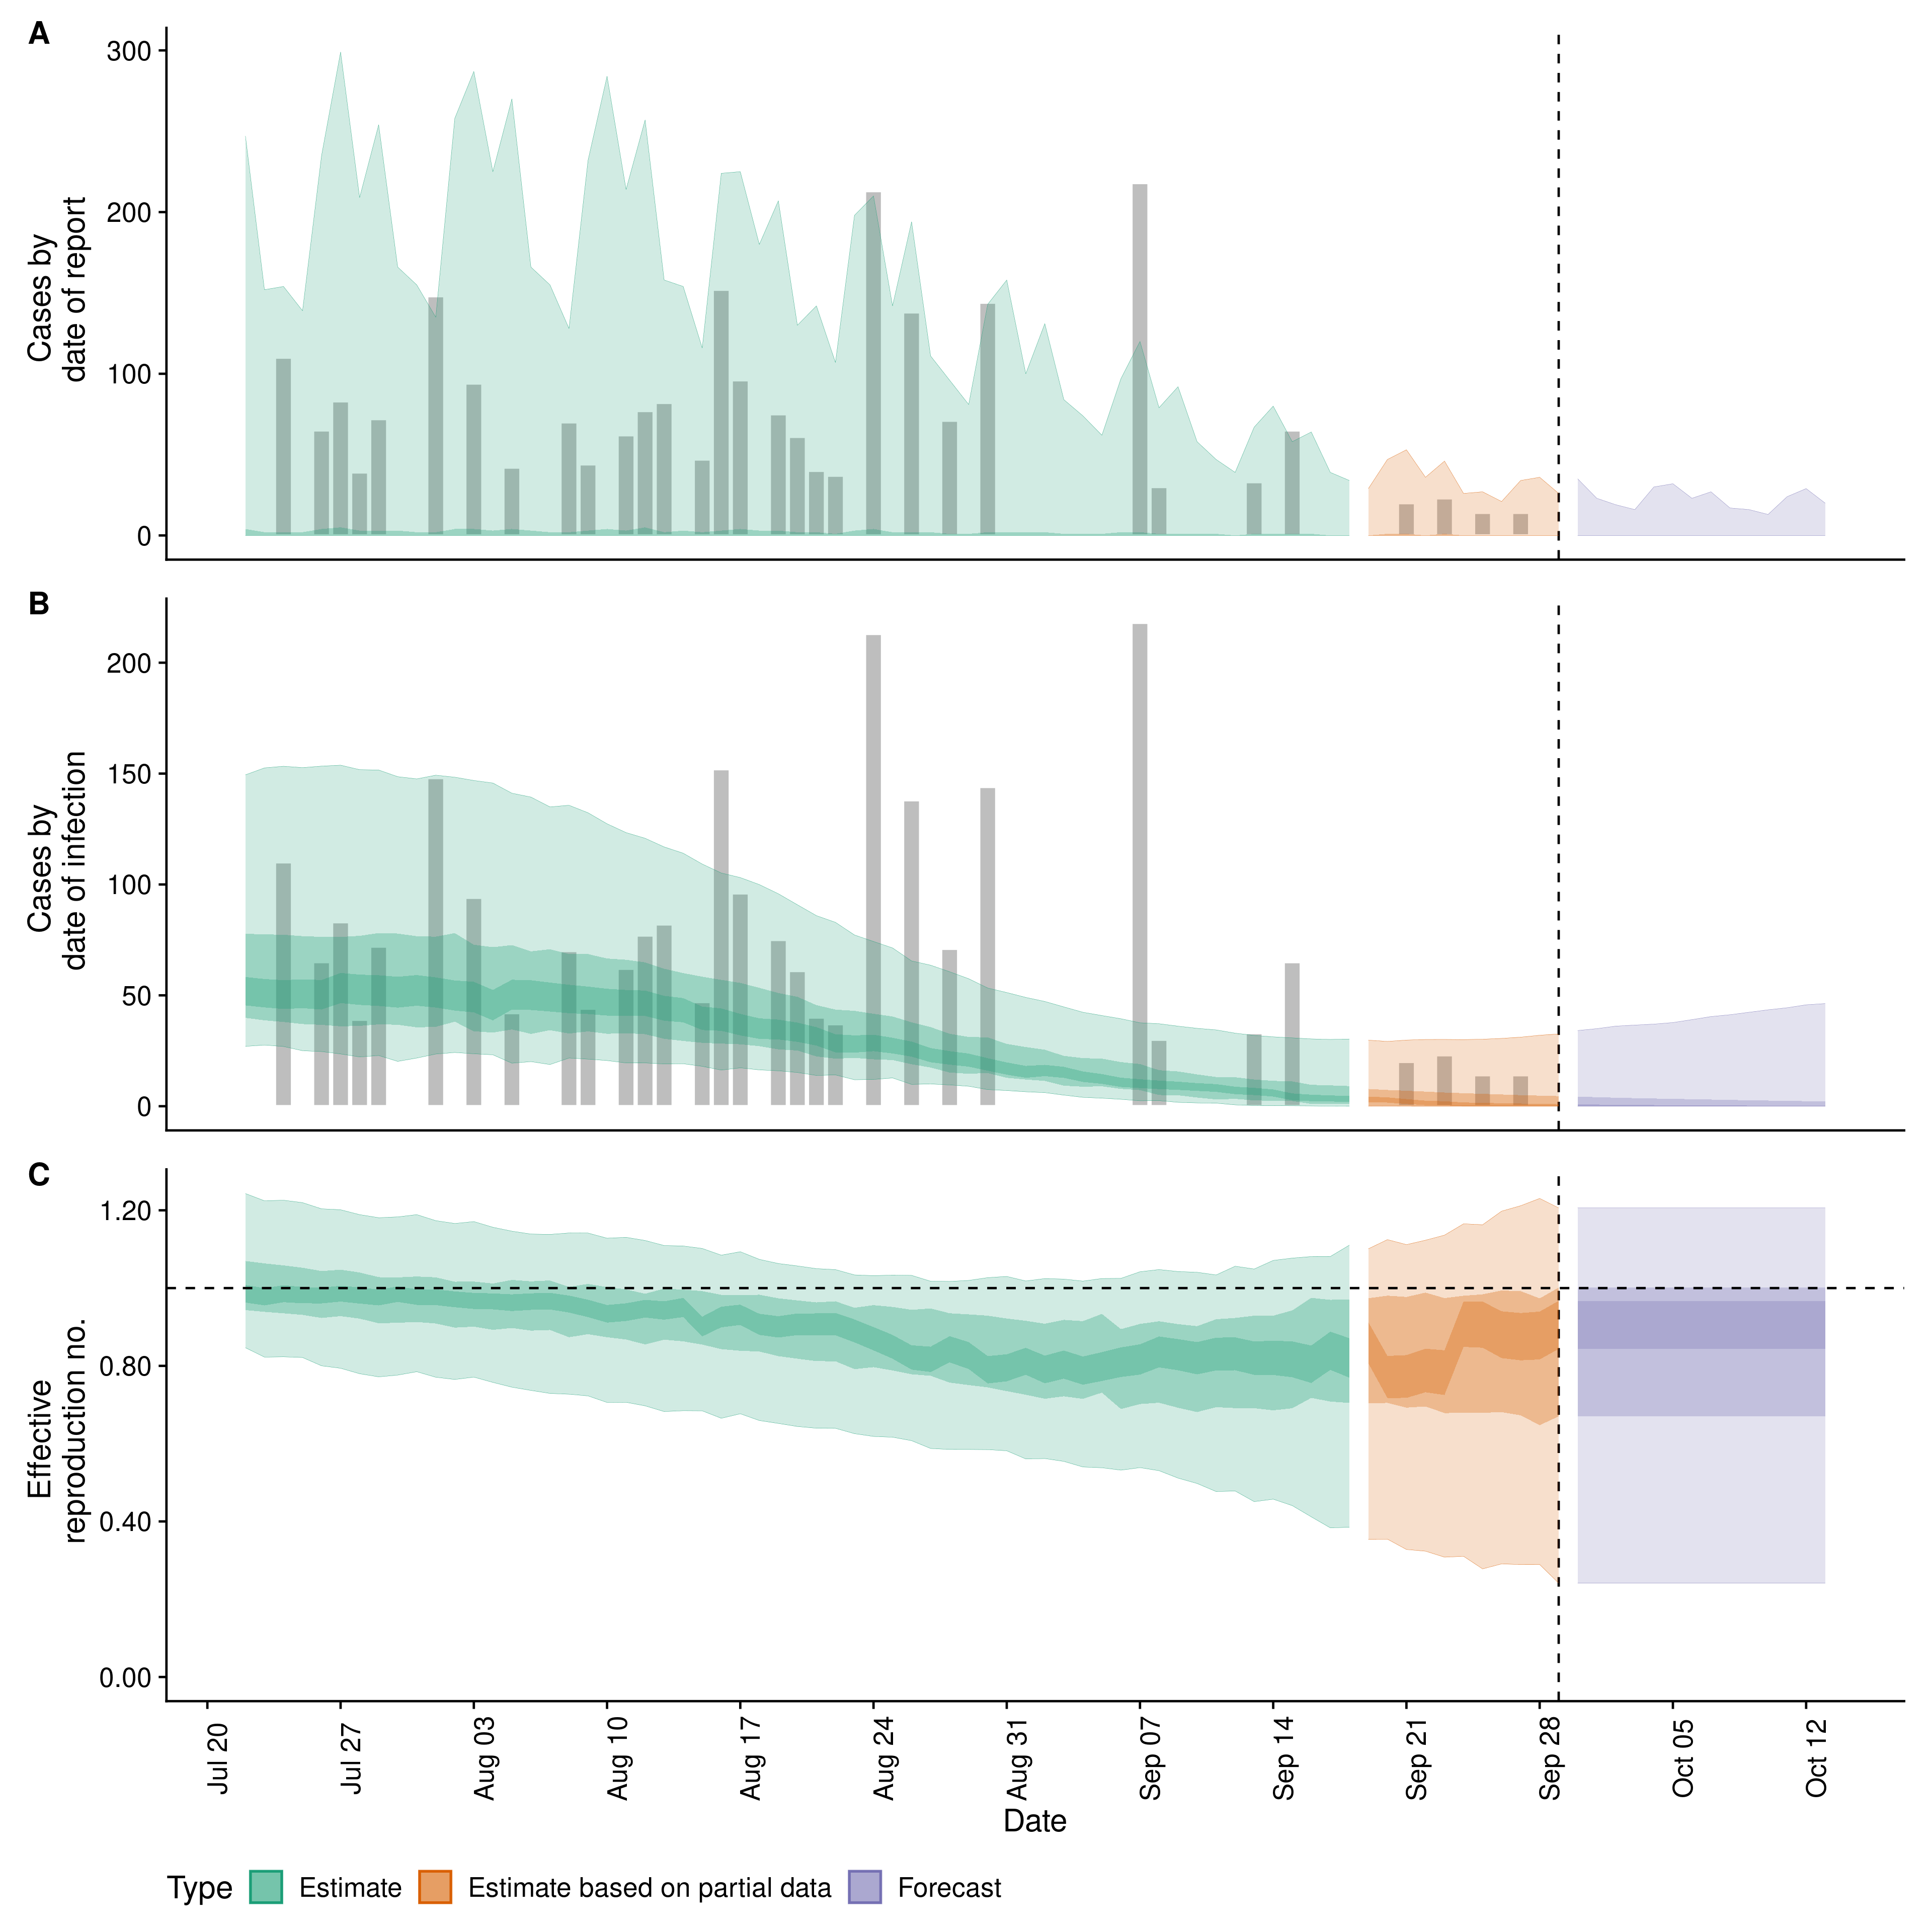 A
Cases by
date of report
300
200
100
0
B
Cases by
date of infection
200
150
100
50
0
C
Effective
reproduction no.
1.20
0.80
0.40
0.00
Jul 20
Jul 27
Aug 03
Aug 10
Aug 17
Aug 24
Aug 31
Sep 07
Sep 14
Sep 21
Sep 28
Oct 05
Oct 12
Date
Type Estimate Estimate based on partial data Forecast